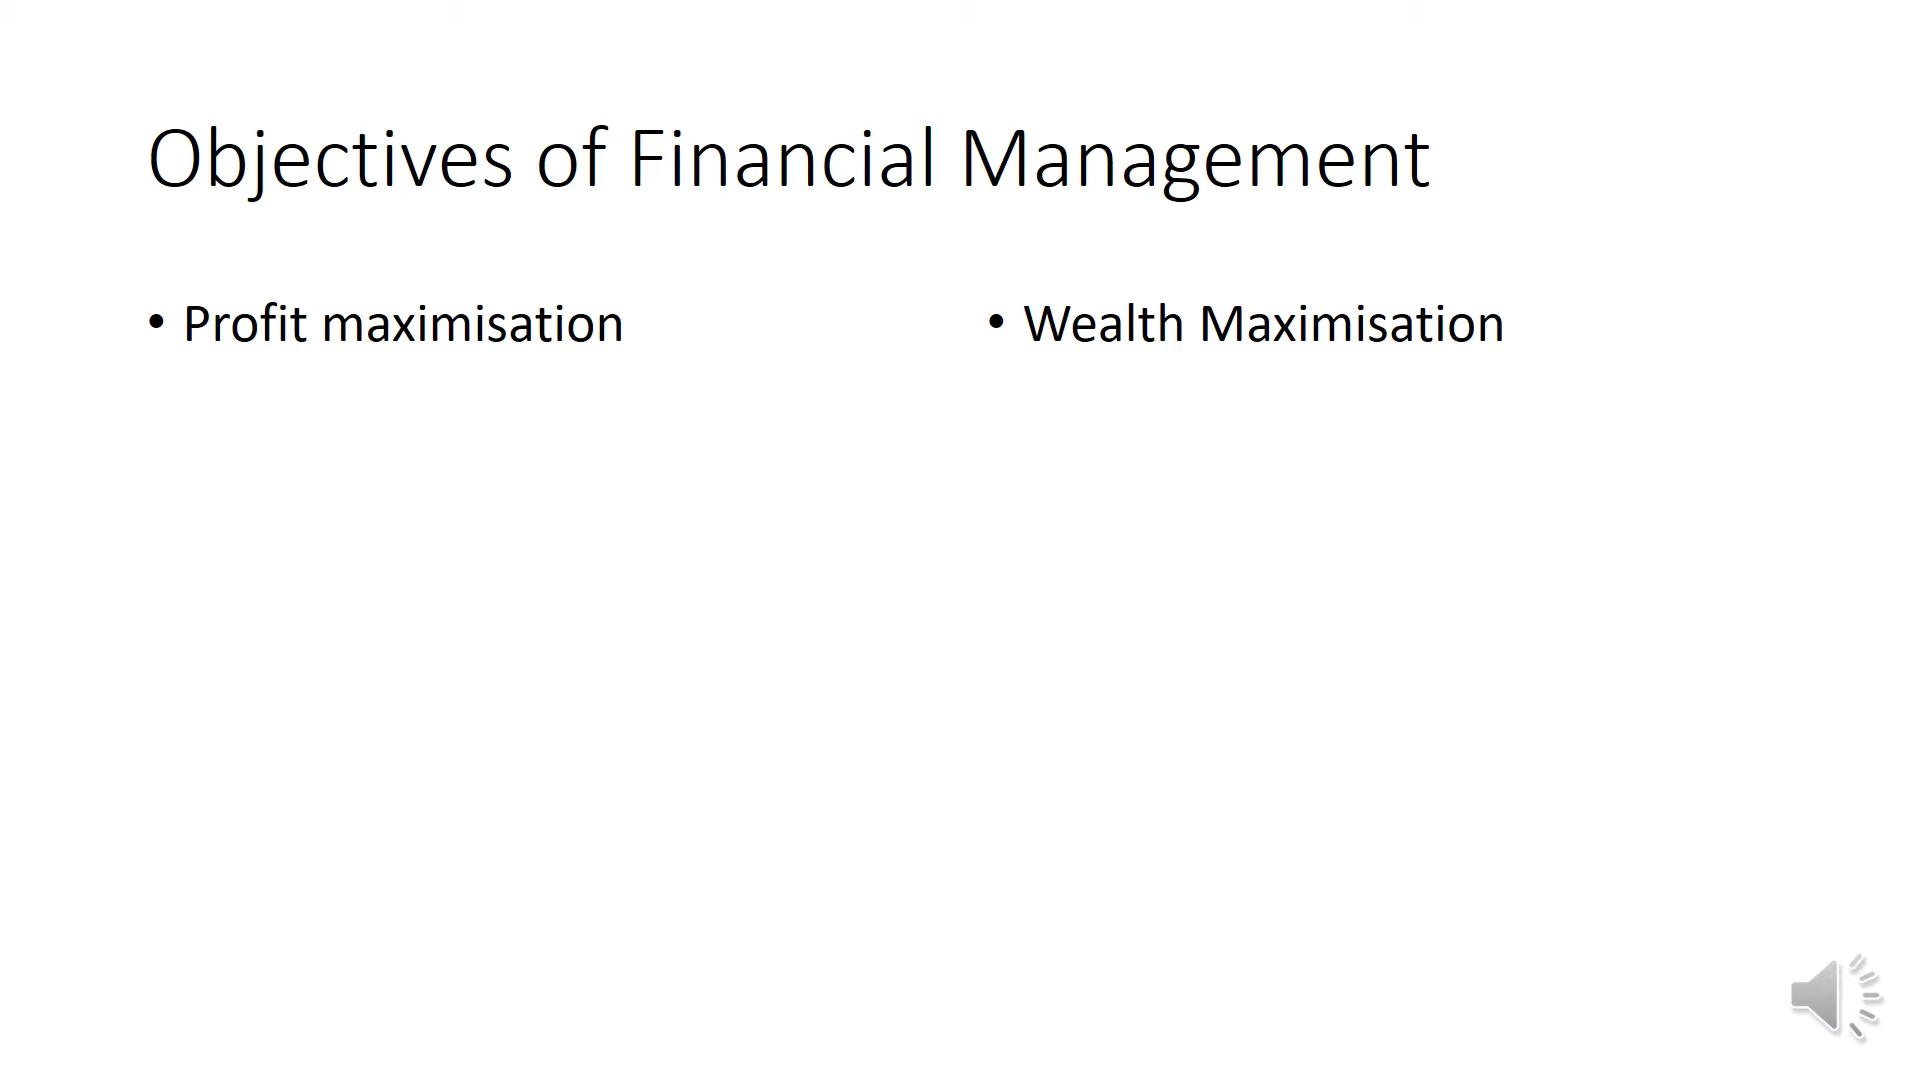 Objectives of Financial Management
• Profit maximisation
• Wealth Maximisation